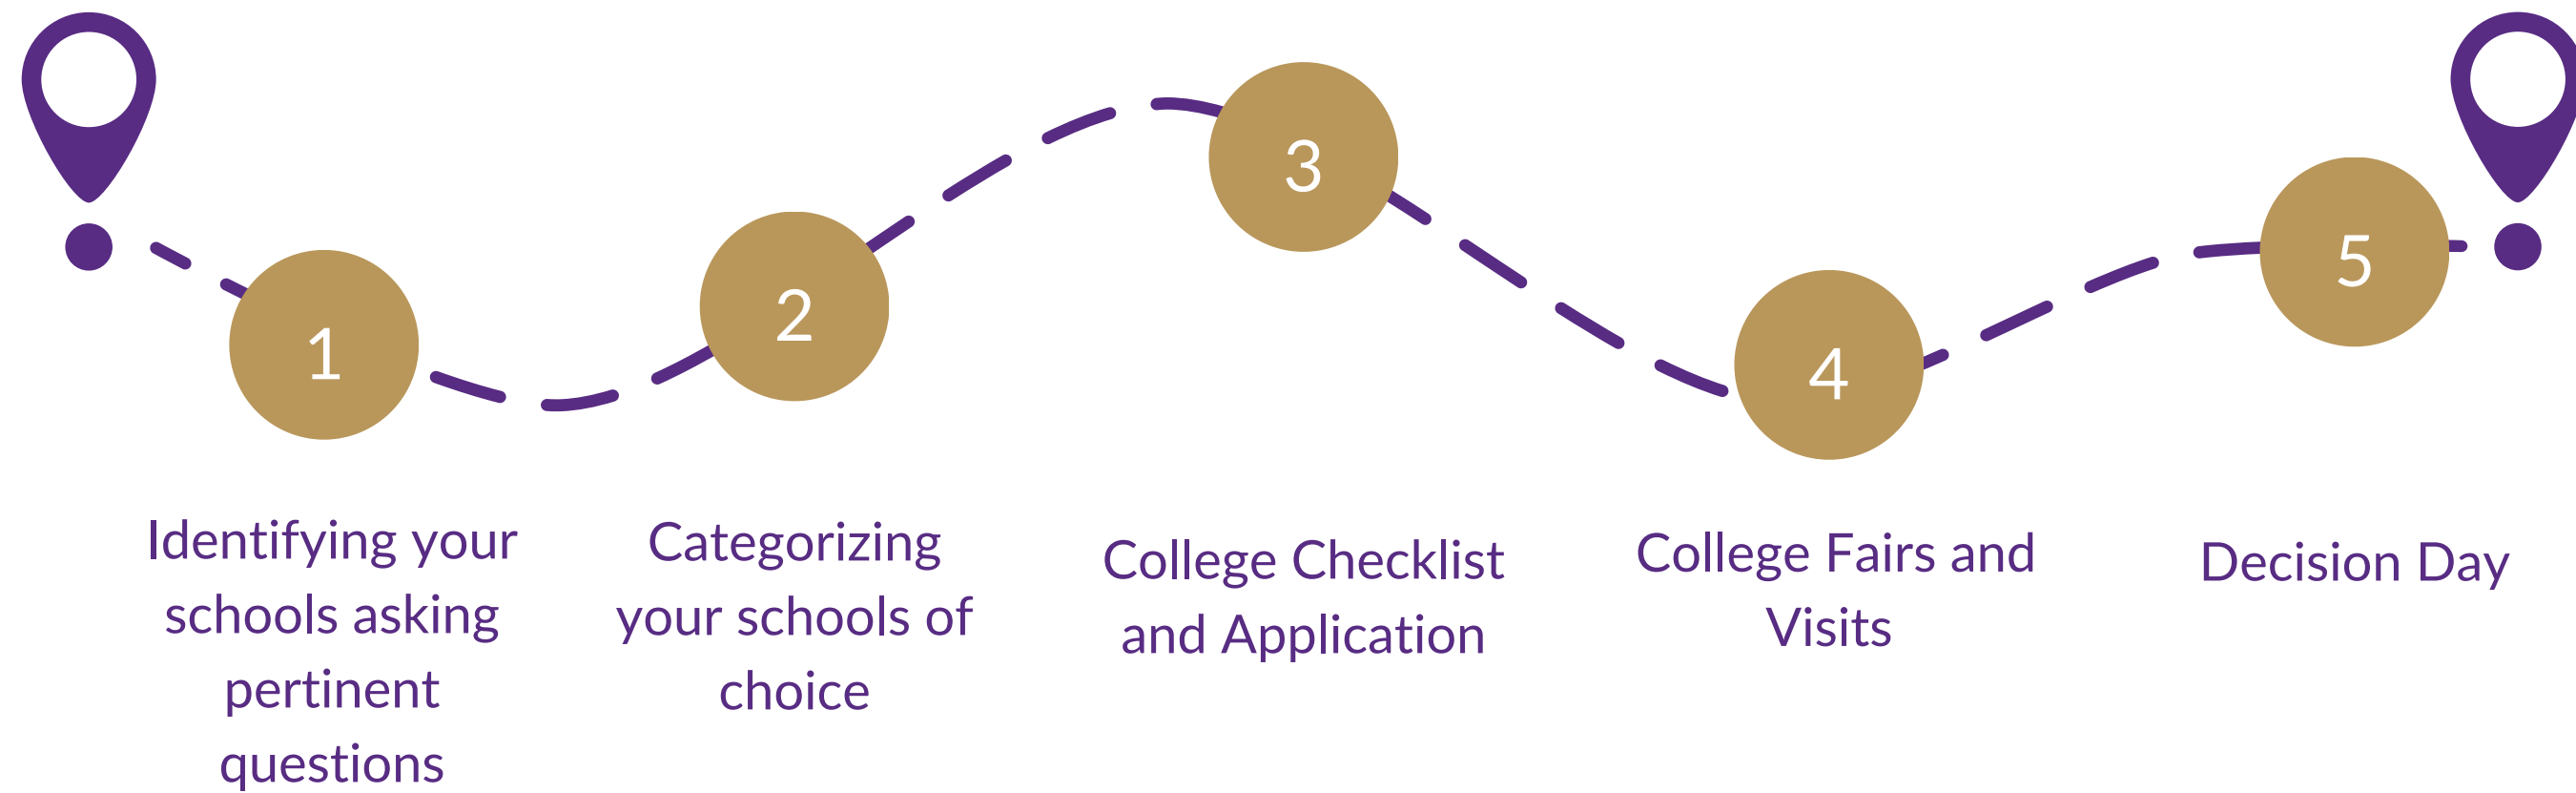 1
2
3
4
5
Identifying your
schools asking
pertinent
questions
Categorizing
your schools of
choice
College Checklist
and Application
College Fairs and
Visits
Decision Day